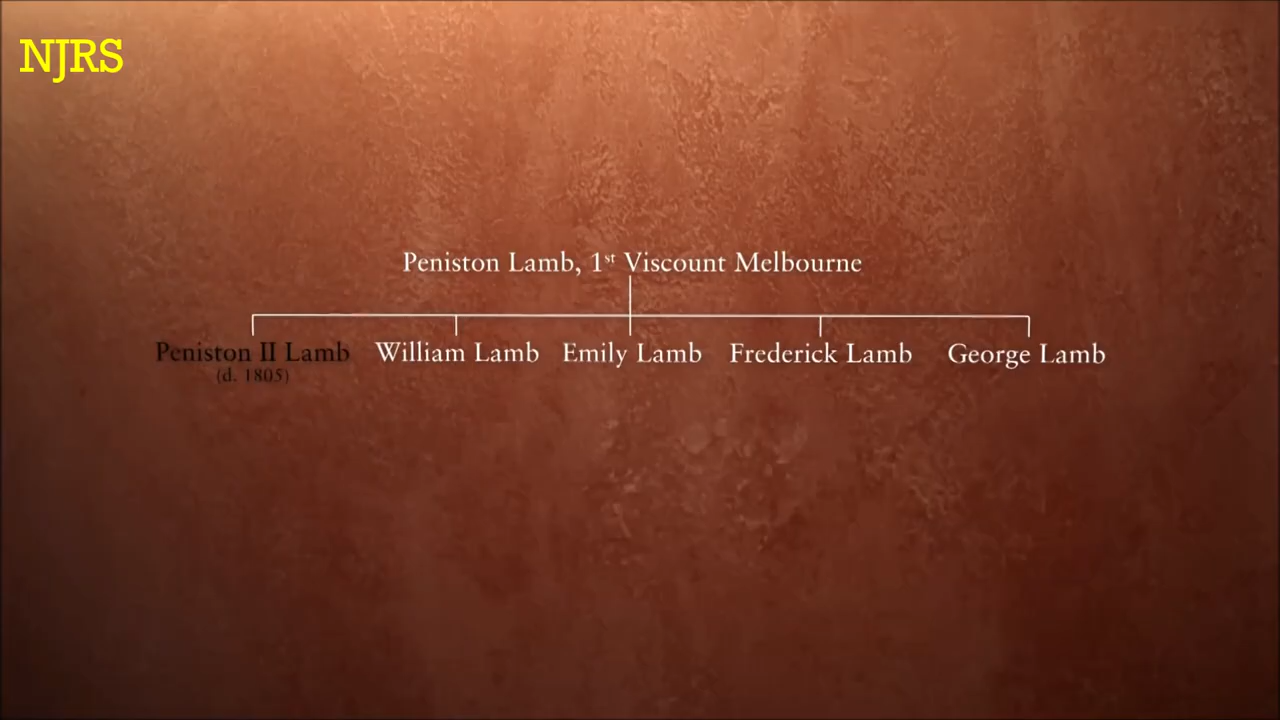 NJRS
Peniston Lamb, 1st Viscount Melbourne
Peniston II Lamb William Lamb Emily Lamb Frederick Lamb George Lamb
(d. 1805)